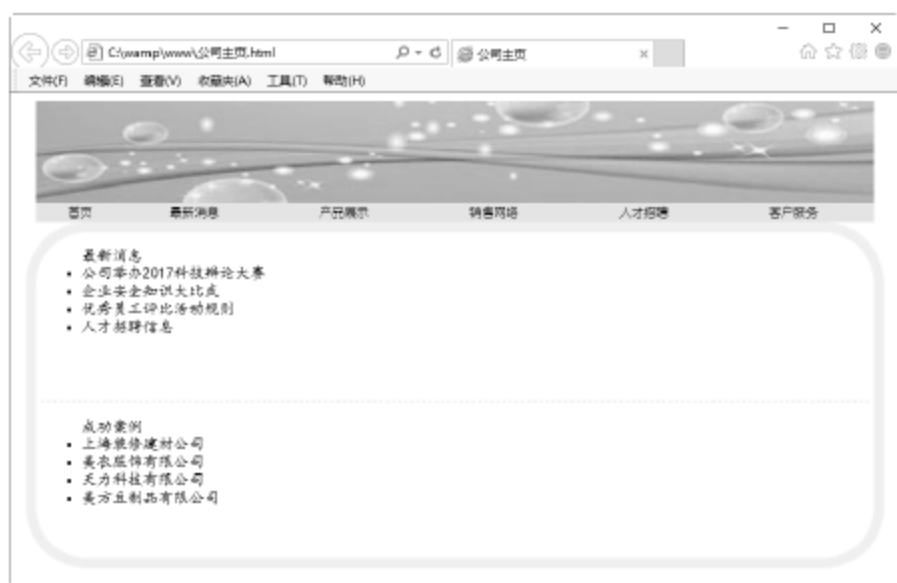 C:\wamp\www\公司主页.html
公司主页
文件(F) 编辑(E) 查看(V) 收藏夹(A) 工具(T) 帮助(H)
首页 最新消息 产品展示 销售网络 人才招聘 客户服务
最新消息
公司举办2017科技辩论大赛
企业安全知识大比武
优秀员工评比活动规则
人才招聘信息
成功案例
上海装修建材公司
美衣服饰有限公司
天力科技有限公司
美方豆制品有限公司